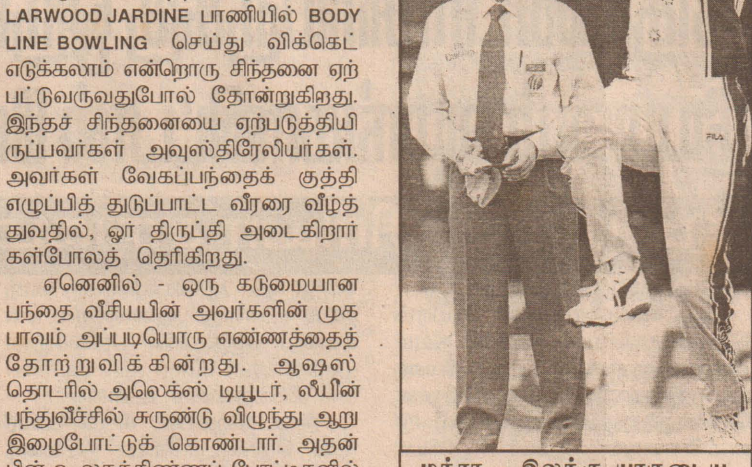 LARWOOD JARDINE பாணியில் BODY
LINE BOWLING செய்து விக்கெட்
எடுக்கலாம் என்றொரு சிந்தனை ஏற்
பட்டுவருவதுபோல் தோன்றுகிறது.
இந்தச் சிந்தனையை ஏற்படுத்தியி
ருப்பவர்கள் அவுஸ்திரேலியர்கள்.
அவர்கள் வேகப்பந்தைக் குத்தி
எழுப்பித் துடுப்பாட்ட வீரரை வீழ்த்
துவதில், ஓர் திருப்தி அடைகிறார்
கள்போலத் தெரிகிறது.
ஏனெனில் - ஒரு கடுமையான
பந்தை வீசியபின் அவர்களின் முக
பாவம் அப்படியொரு எண்ணத்தைத்
தோற்றுவிக்கின்றது. ஆஷஸ்
தொடரில் அலெக்ஸ் டியூடர், லீயின்
பந்துவீச்சில் சுருண்டு விழுந்து ஆறு
இழைபோட்டுக் கொண்டார். அதன்
FILA